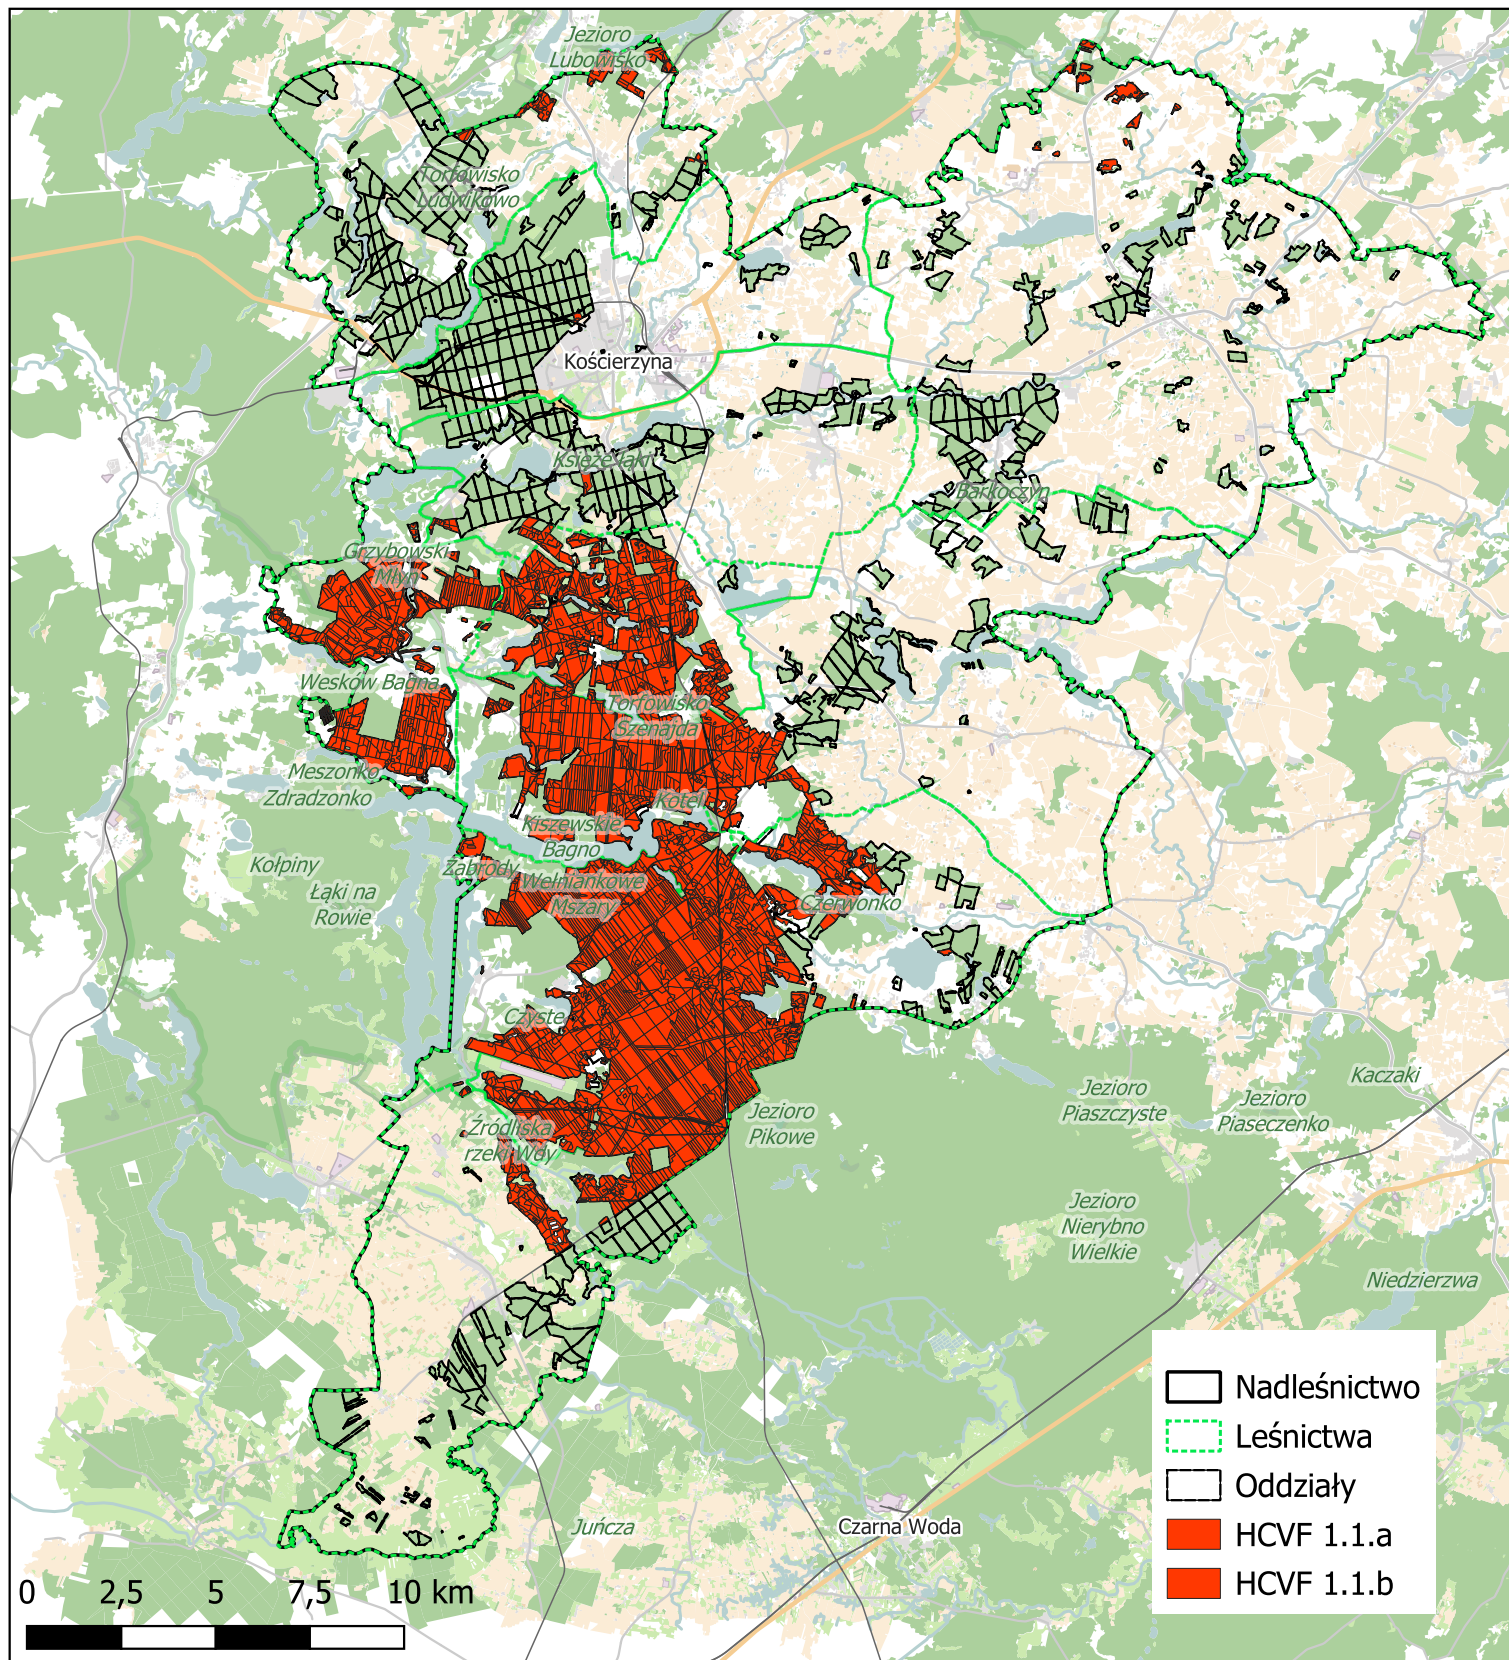 Jezioro
Lubowisko
Torfowisko
Ludwikowo
Kościerzyna
Księże Łąki
Barkoczyn
Grzybowski
Młyn
Wesków Bagna
Torfowisko
Szenajda
Meszonko
Zdradzonko
Kotel
Kiszewskie
Bagno
Kołpiny
Żabrody
Wełniankowe
Mszary
Łąki na
Rowie
Czerwonko
Czyste
Źródliska
rzeki Wdy
Jezioro
Pikowe
Jezioro
Piaszczyste
Jezioro
Piaseczenko
Kaczaki
Jezioro
Nierybno
Wielkie
Niedzierzwa
Juńcza
Czarna Woda
Nadleśnictwo
Leśnictwa
Oddziały
HCVF 1.1.a
HCVF 1.1.b
0 2,5 5 7,5 10 km